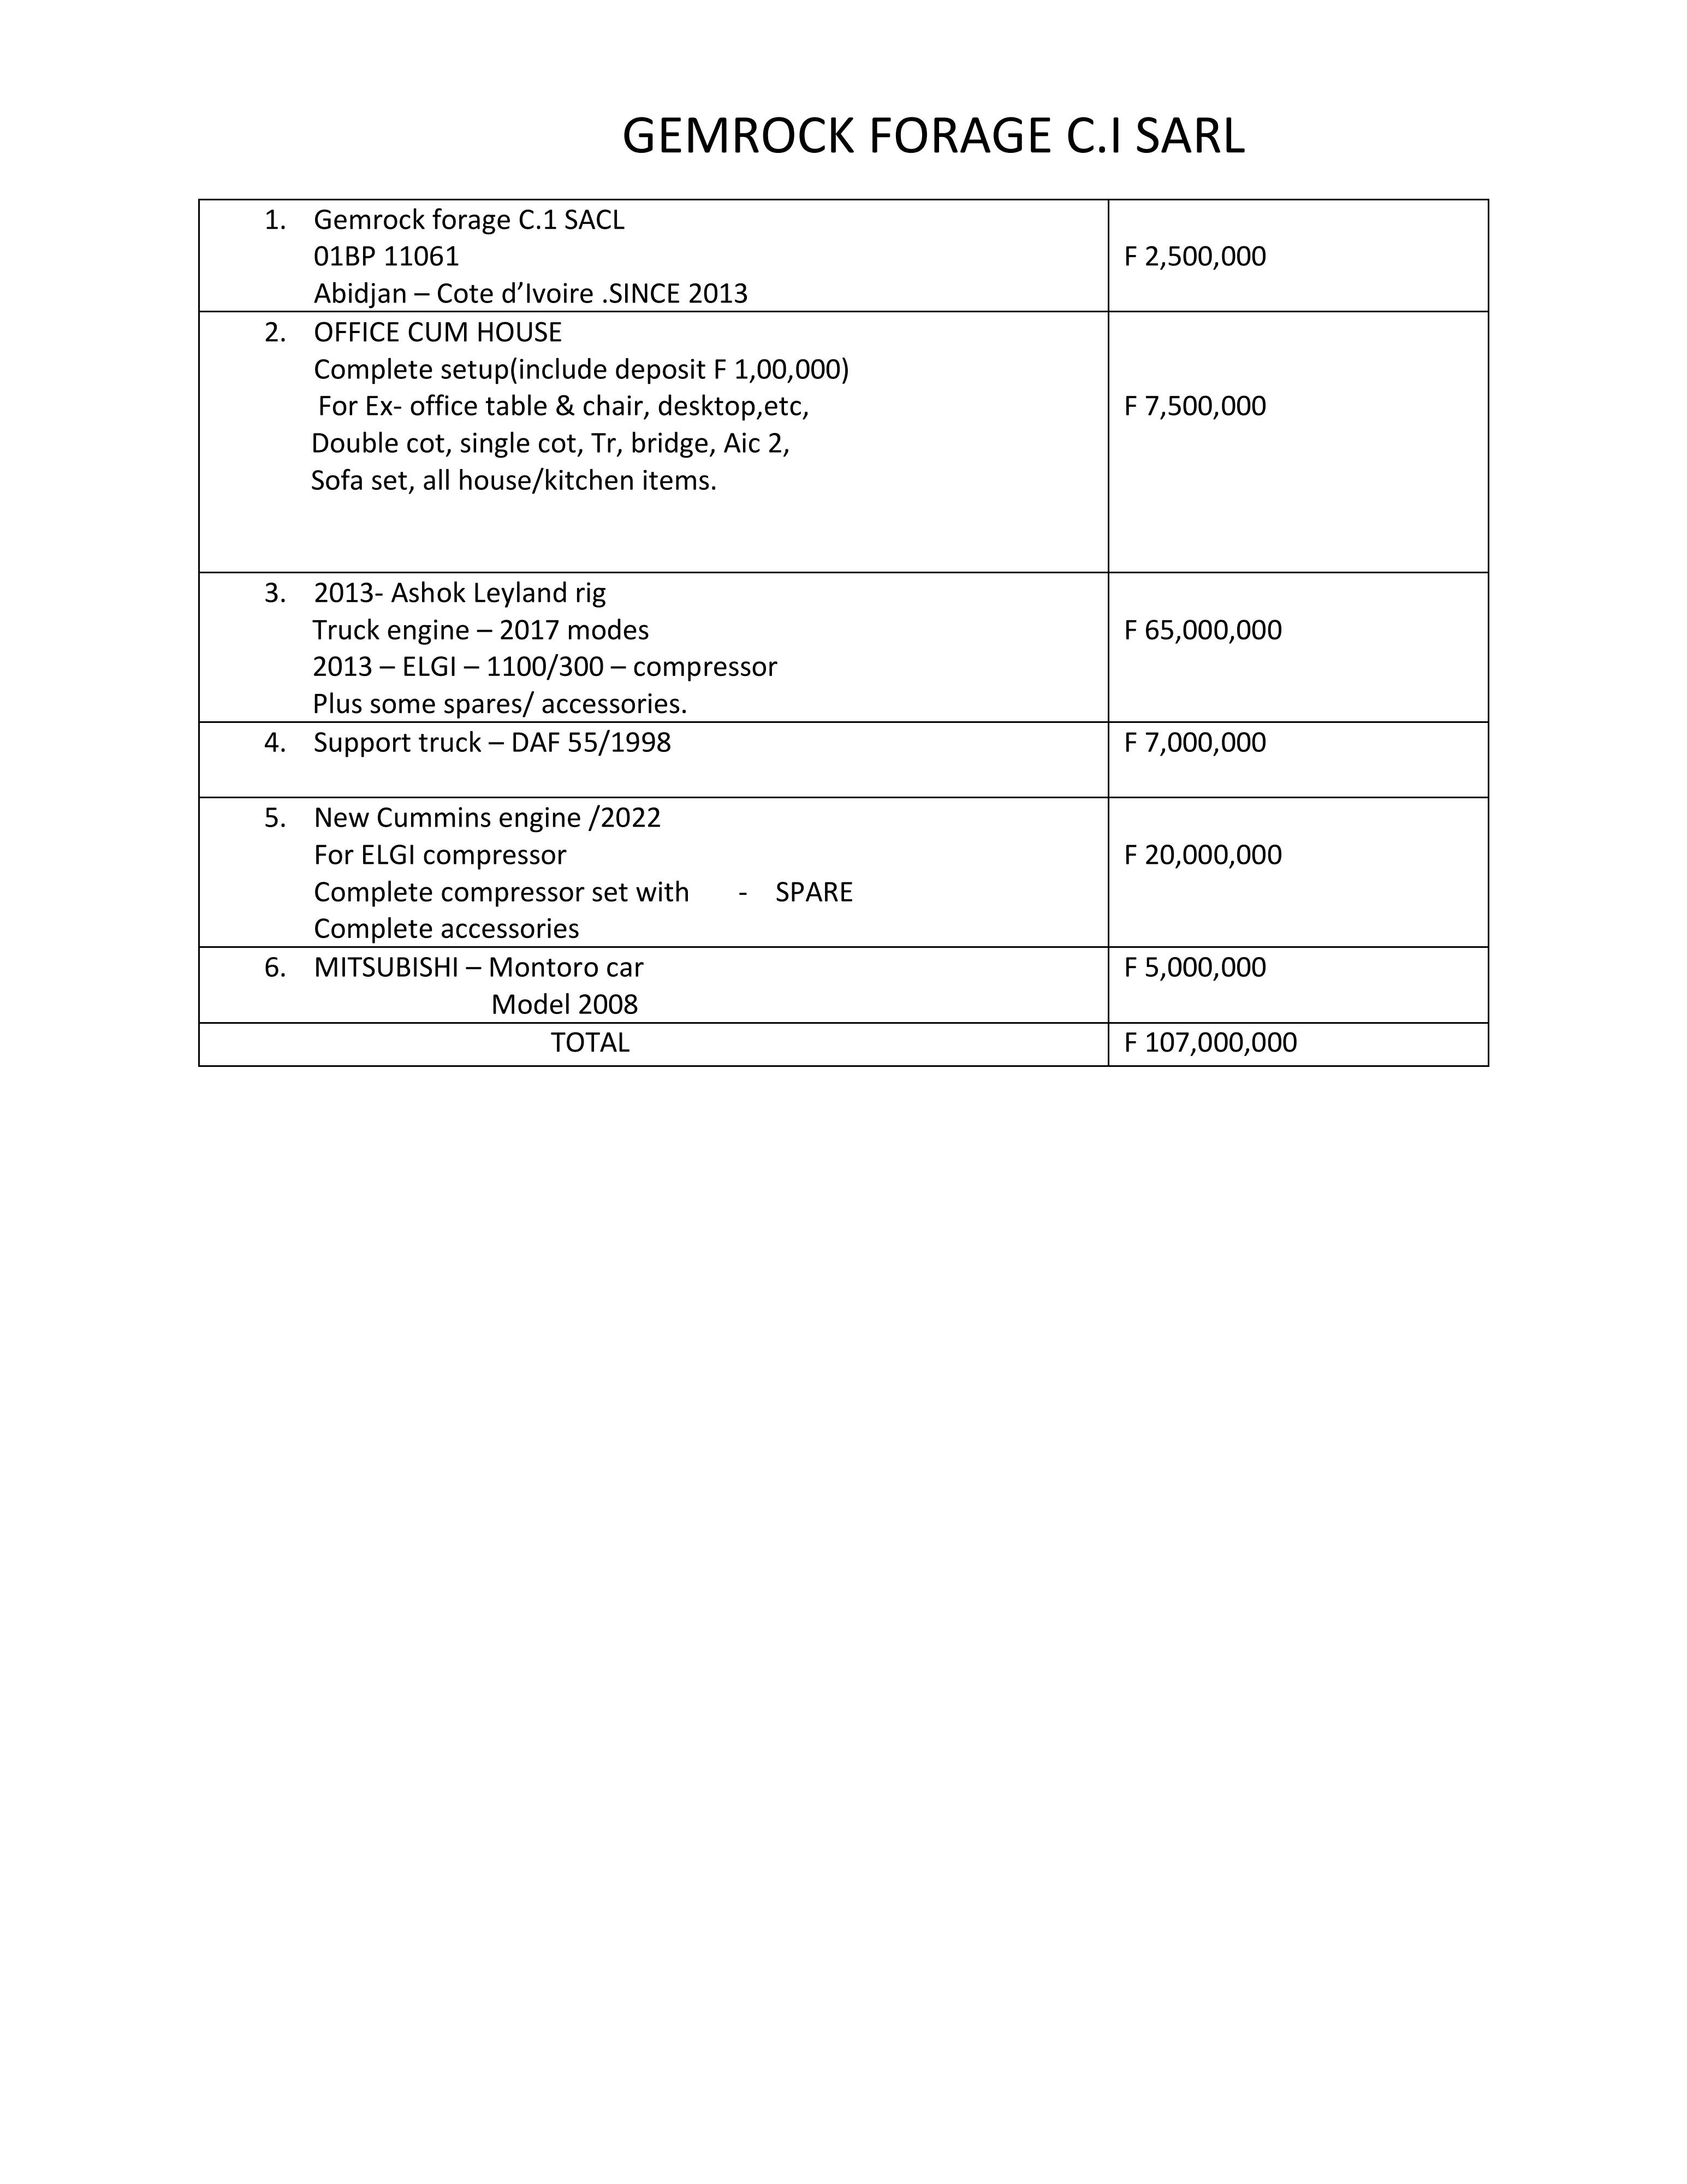 GEMROCK FORAGE C.I SARL
1. Gemrock forage C.1 SACL
01BP 11061
F 2,500,000
Abidjan – Cote d’Ivoire .SINCE 2013
2. OFFICE CUM HOUSE
Complete setup(include deposit F 1,00,000)
For Ex- office table & chair, desktop,etc,
F 7,500,000
Double cot, single cot, Tr, bridge, Aic 2,
Sofa set, all house/kitchen items.
3. 2013- Ashok Leyland rig
Truck engine – 2017 modes
F 65,000,000
2013 – ELGI – 1100/300 – compressor
Plus some spares/ accessories.
4. Support truck – DAF 55/1998
F 7,000,000
5. New Cummins engine /2022
For ELGI compressor
F 20,000,000
Complete compressor set with - SPARE
Complete accessories
6. MITSUBISHI – Montoro car
F 5,000,000
Model 2008
TOTAL
F 107,000,000